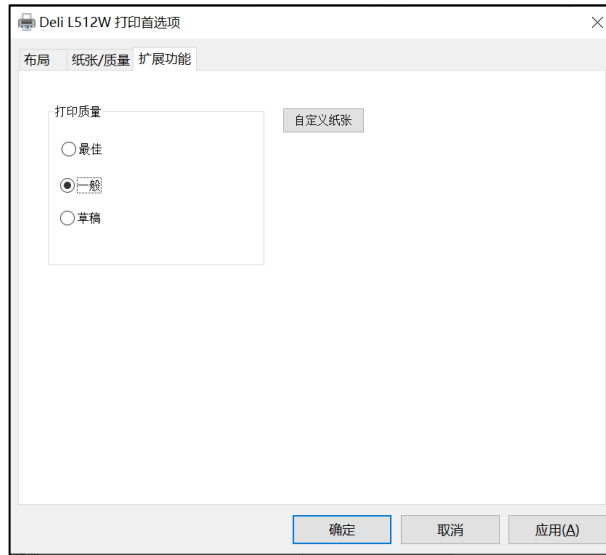 Deli L512W 打印首选项
布局 纸张/质量 扩展功能
打印质量
自定义纸张
最佳
一般
草稿
确定 取消 应用(A)